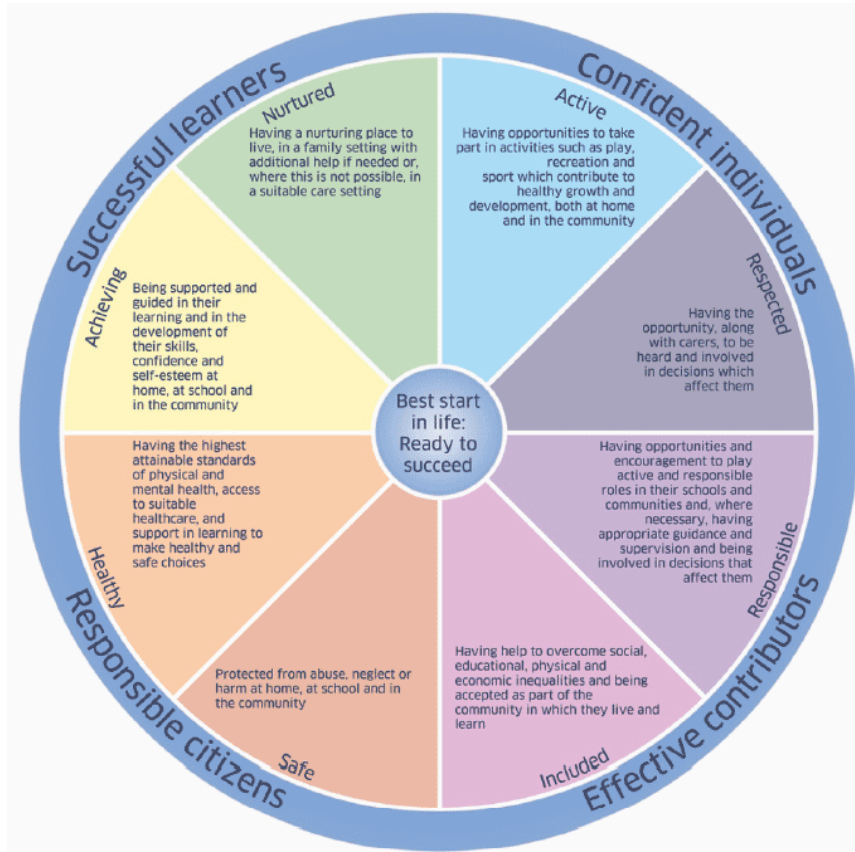 Successful learners
Confident individuals
Nurtured
Having a nurturing place to
live, in a family setting with
additional help if needed or,
where this is not possible, in
a suitable care setting
Active
Having opportunities to take
part in activities such as play,
recreation and
sport which contribute to
healthy growth and
development, both at home
and in the community
Achieving
Being supported and
guided in their
learning and in the
development of
their skills,
confidence and
self-esteem at
home, at school and
in the community
Respected
Having the
opportunity, along
with carers, to be
heard and involved
in decisions which
affect them
Best start
in life:
Ready to
succeed
Healthy
Having the highest
attainable standards
of physical and
mental health, access
to suitable
healthcare, and
support in learning to
make healthy and
safe choices
Responsible
Having opportunities and
encouragement to play
active and responsible
roles in their schools and
communities and, where
necessary, having
appropriate guidance and
supervision and being
involved in decisions that
affect them
Protected from abuse, neglect or
harm at home, at school and in
the community
Safe
Having help to overcome social,
educational, physical and
economic inequalities and being
accepted as part of the
community in which they live and
learn
Included
Responsible citizens
Effective contributors